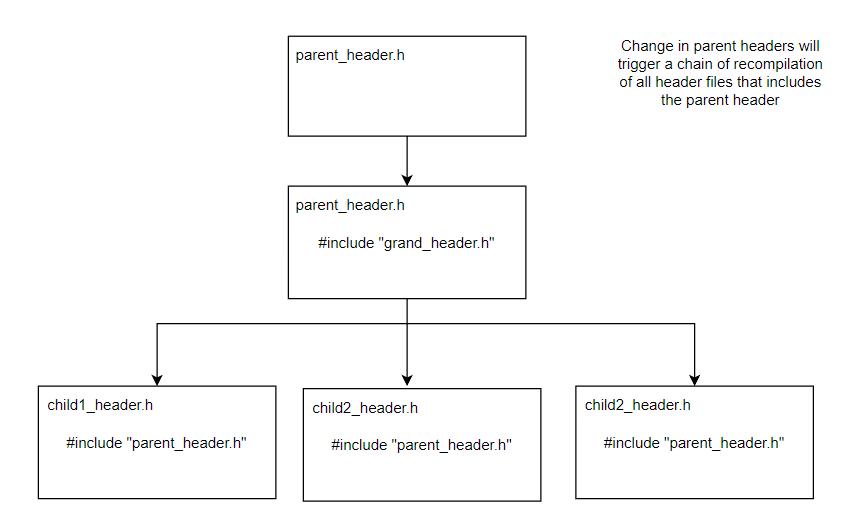 parent_header.h
Change in parent headers will
trigger a chain of recompilation
of all header files that includes
the parent header
parent_header.h
#include "grand_header.h"
child1_header.h
#include "parent_header.h"
child2_header.h
#include "parent_header.h"
child2_header.h
#include "parent_header.h"